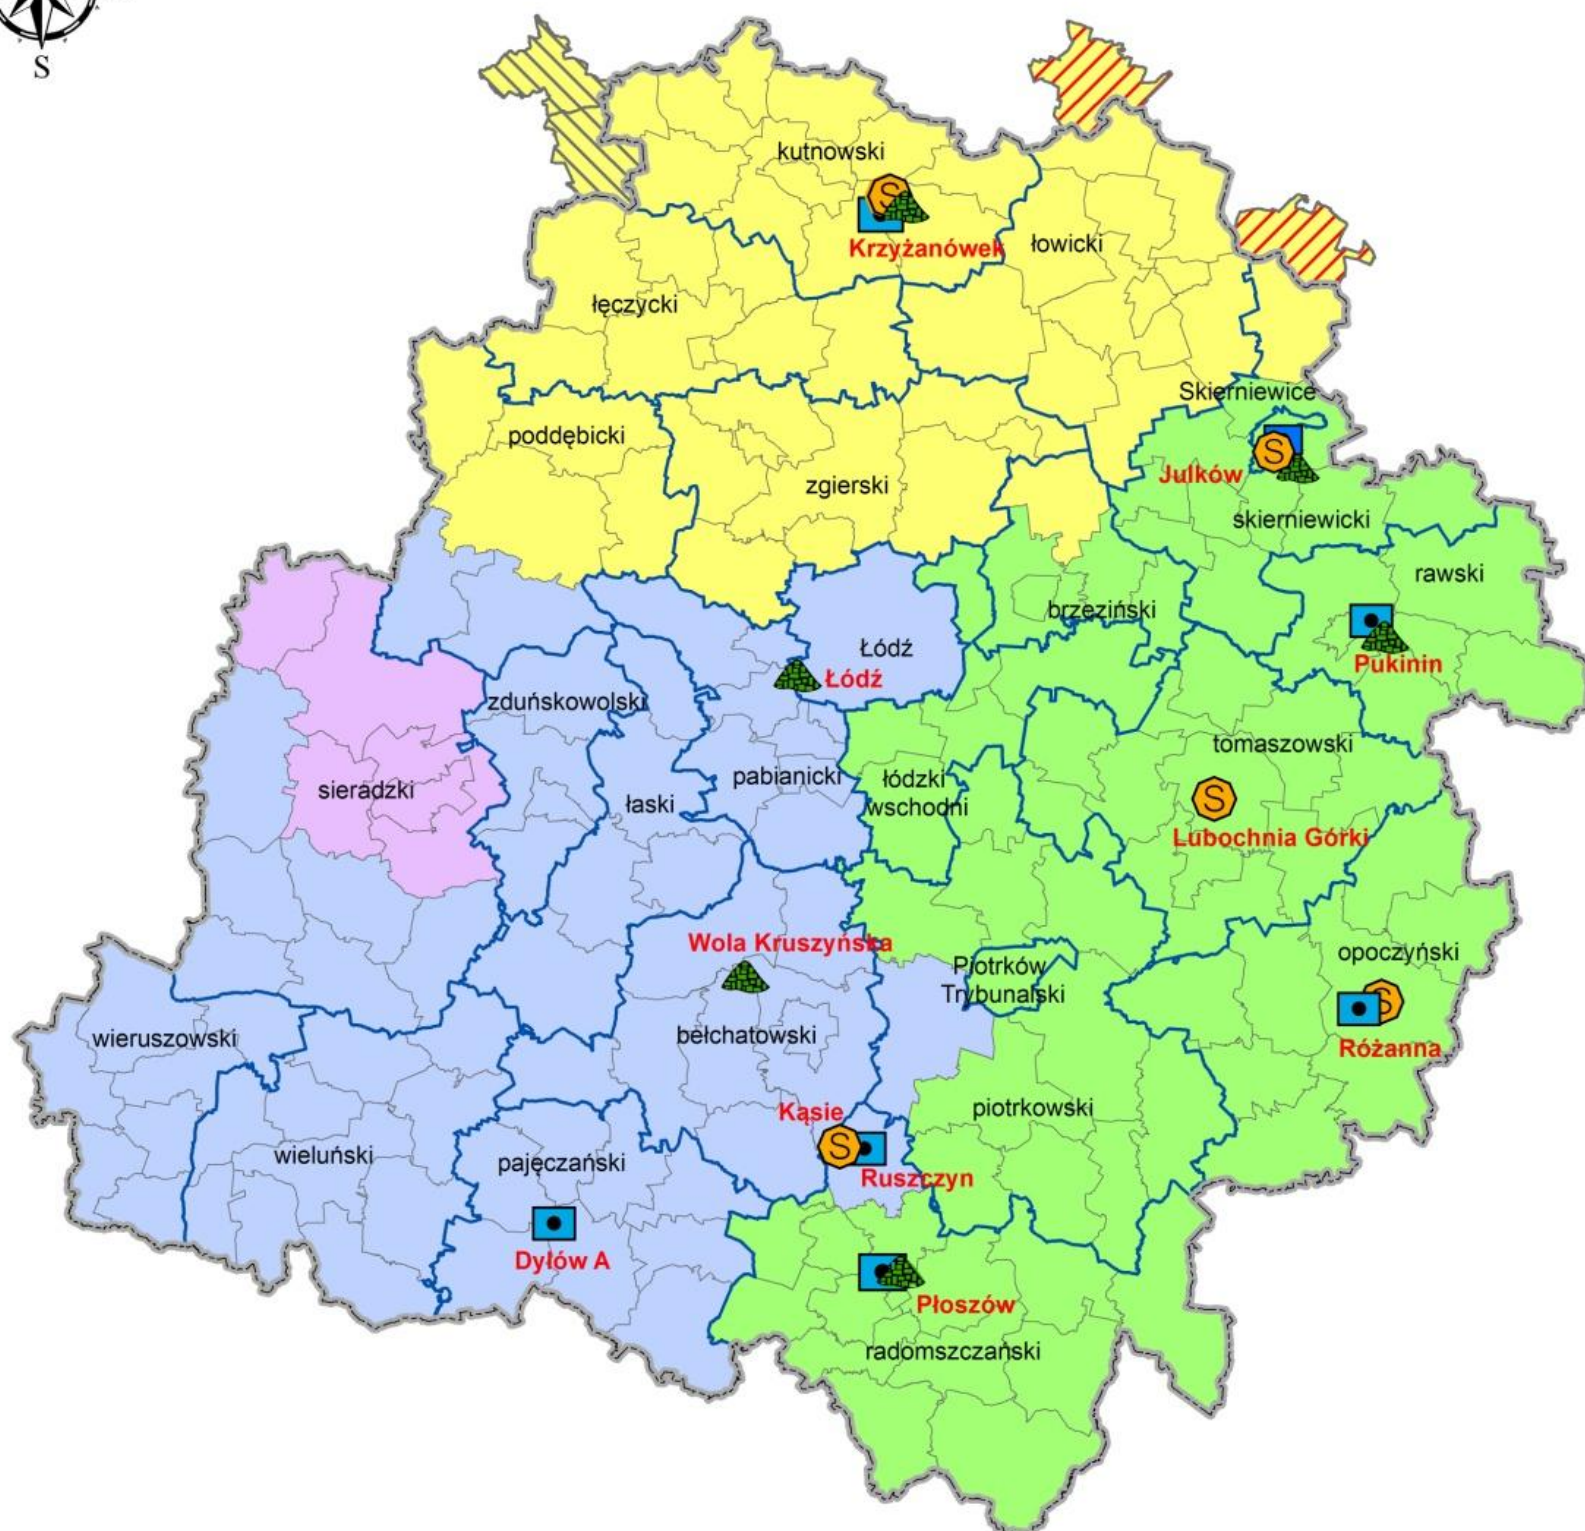 S
kutnowski
S
Krzyżanówek
łowicki
łęczycki
Skierniewice
poddębicki
S
Julków
zgierski
skierniewicki
rawski
brzeziński
Łódź
Pukinin
Łódź
zduńskowolski
tomaszowski
pabianicki
łódzki
wschodni
sieradzki
łaski
S
Lubochnia Górki
Wola Kruszyńska
opoczyński
Piotrków
Trybunalski
S
wieruszowski
bełchatowski
Różanna
Kąsie
piotrkowski
S
wieluński
pajęczański
Ruszczyn
Dylów A
Płoszów
radomszczański